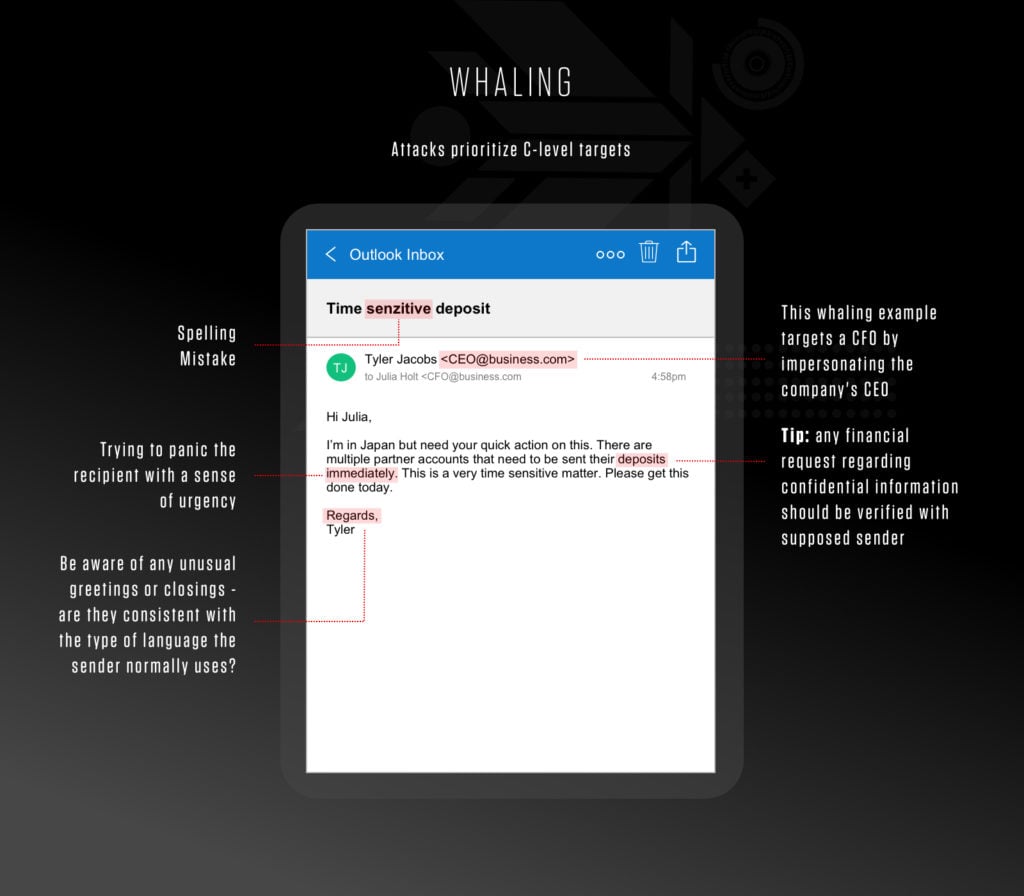 WHALING
Attacks prioritize C-level targets
Outlook Inbox
Time senzitive deposit
Spelling
Mistake
TJ
Tyler Jacobs <CEO@business.com>
to Julia Holt <CFO@business.com
4:58pm
This whaling example
targets a CFO by
impersonating the
company's CEO
Hi Julia,
I'm in Japan but need your quick action on this. There are
multiple partner accounts that need to be sent their deposits
immediately. This is a very time sensitive matter. Please get this
done today.
Trying to panic the
recipient with a sense
of urgency
Tip: any financial
request regarding
confidential information
should be verified with
supposed sender
Regards,
Tyler
Be aware of any unusual
greetings or closings -
are they consistent with
the type of language the
sender normally uses?